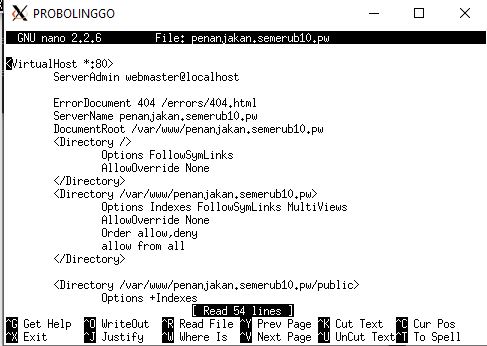 PROBOLINGGO
GNU nano 2.2.6 File: penanjakan.semerub10.pw
<VirtualHost *:80>
ServerAdmin webmaster@localhost
ErrorDocument 404 /errors/404.html
ServerName penanjakan.semerub10.pw
DocumentRoot /var/www/penanjakan.semerub10.pw
<Directory />
Options FollowSymLinks
AllowOverride None
</Directory>
<Directory /var/www/penanjakan.semerub10.pw>
Options Indexes FollowSymLinks MultiViews
AllowOverride None
Order allow,deny
allow from all
</Directory>
<Directory /var/www/penanjakan.semerub10.pw/public>
Options +Indexes
[ Read 54 lines ]
^G Get Help ^O WriteOut ^R Read File ^Y Prev Page ^K Cut Text ^C Cur Pos
^X Exit ^J Justify ^W Where Is ^V Next Page ^U UnCut Text ^T To Spell